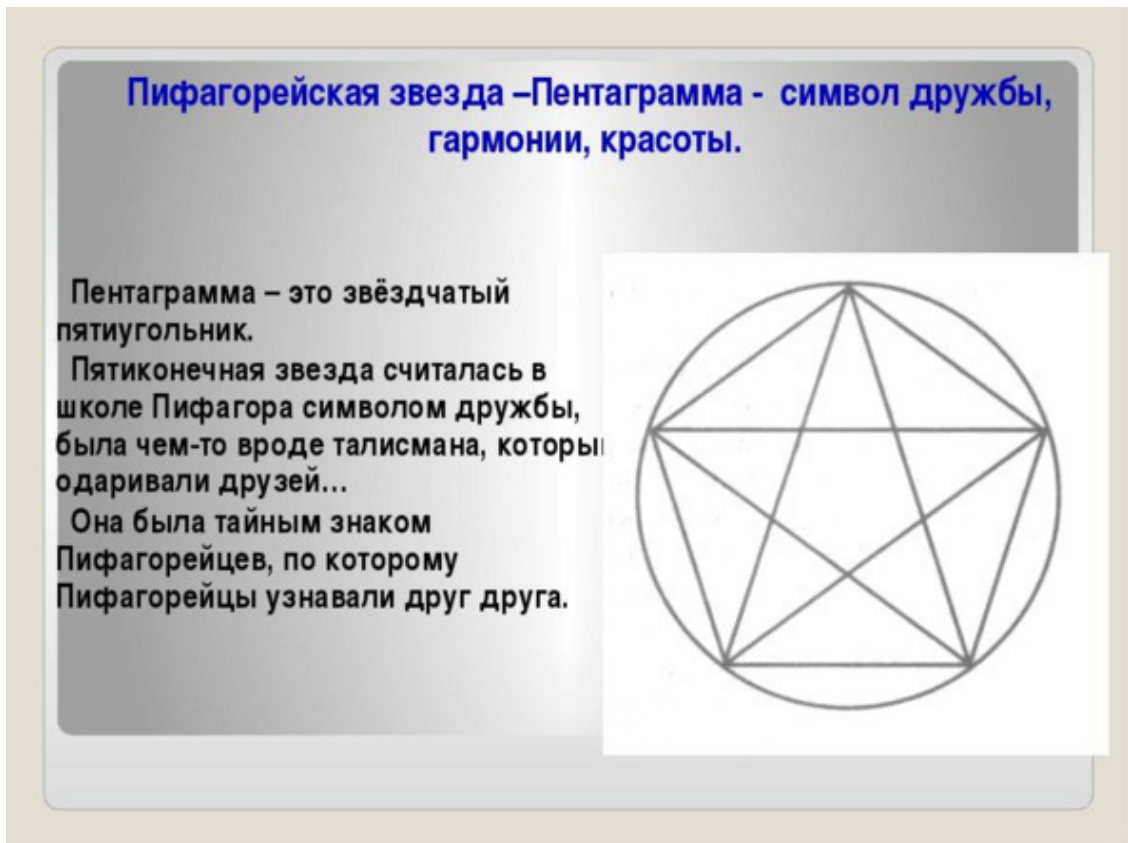 Пифагорейская звезда –Пентаграмма - символ дружбы,
гармонии, красоты.
Пентаграмма – это звёздчатый
пятиугольник.
Пятиконечная звезда считалась в
школе Пифагора символом дружбы,
была чем-то вроде талисмана,
одаривали друзей…
Она была тайным знаком
Пифагорейцев, по которому
Пифагорейцы узнавали друг друга.